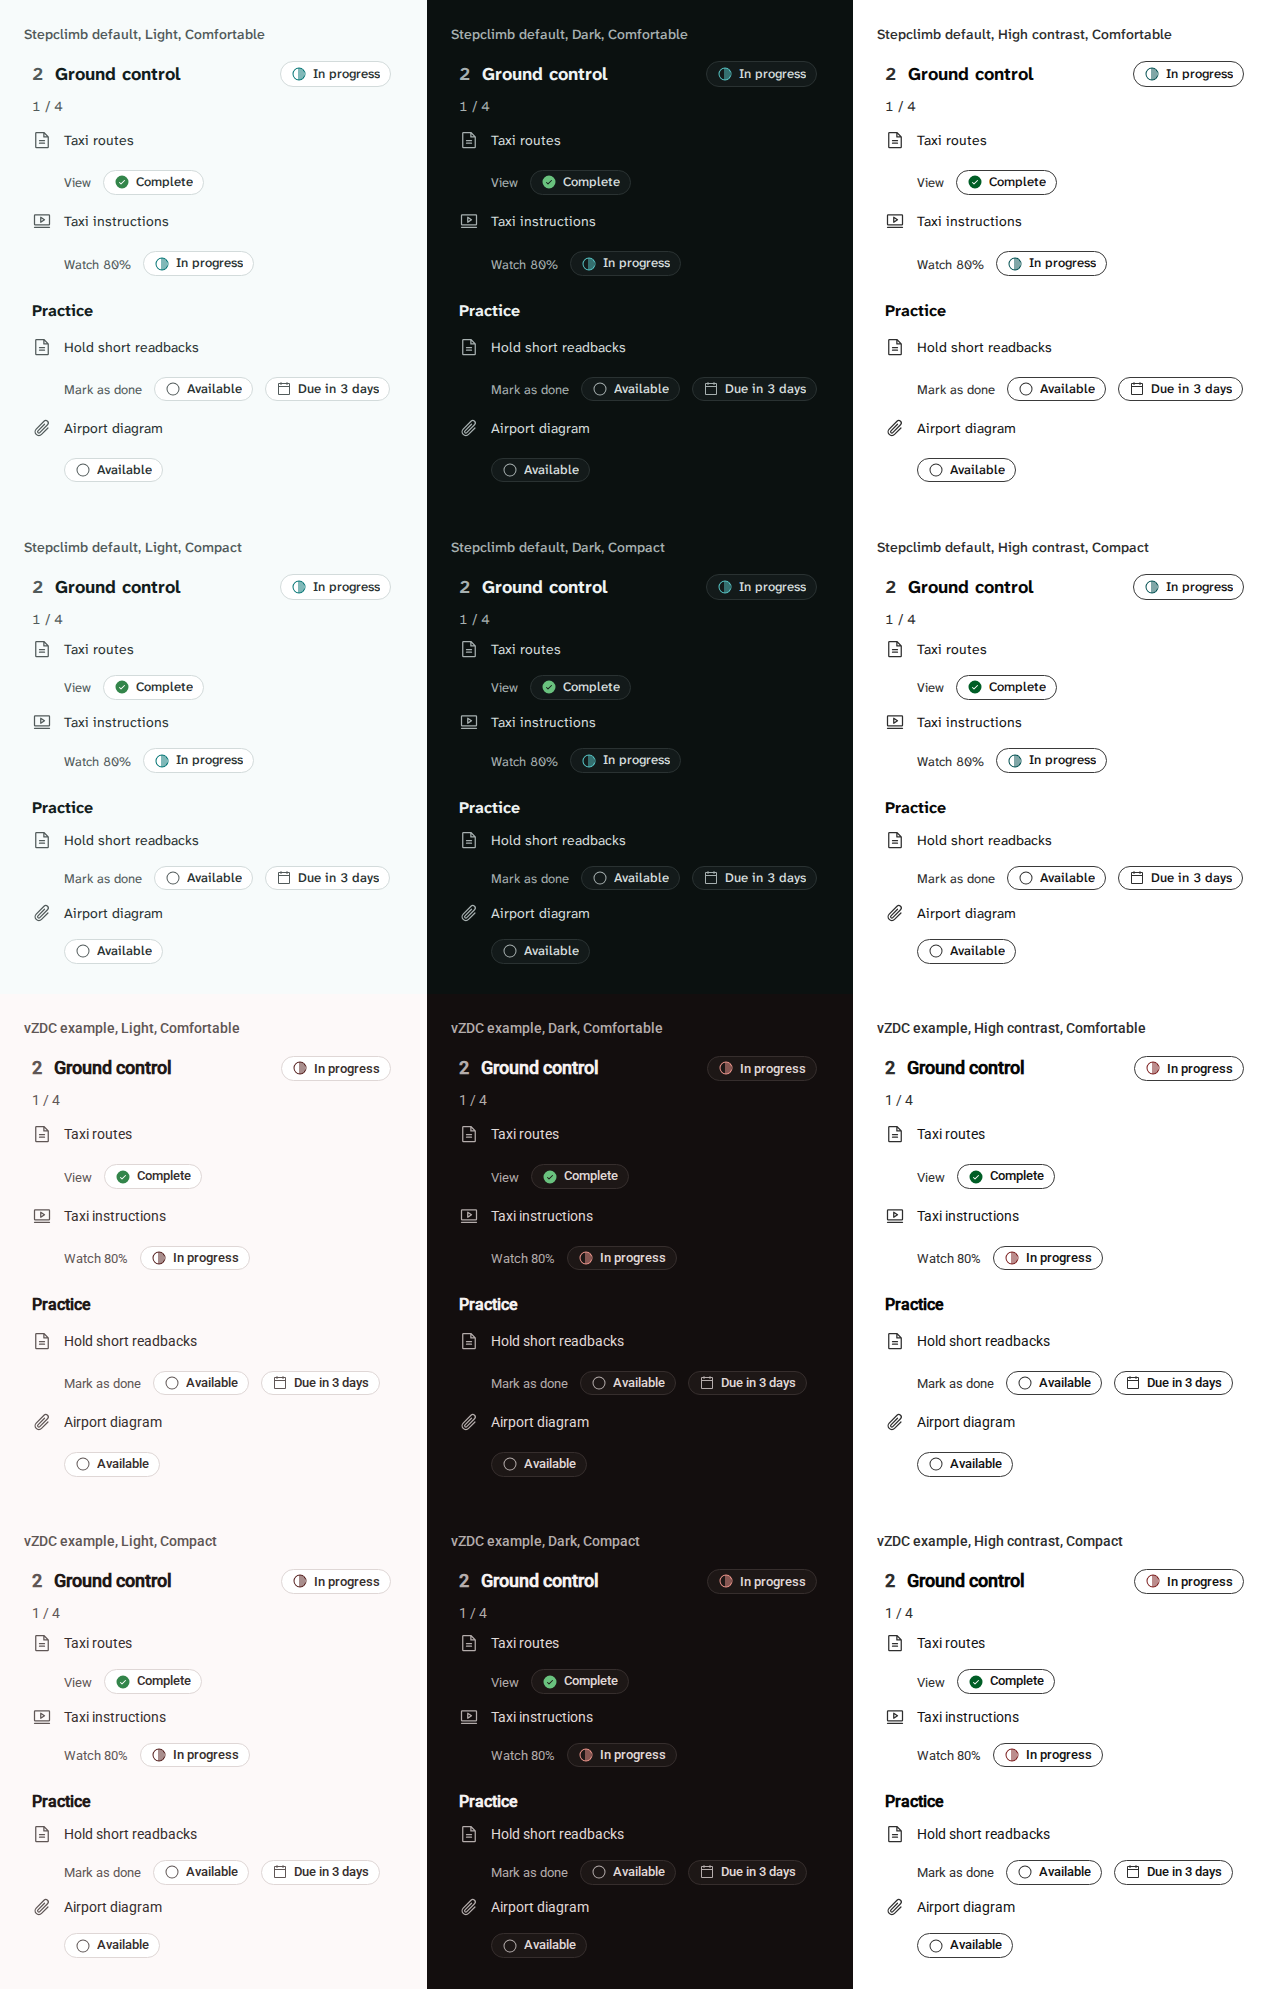 Stepclimb default, Light, Comfortable
2 Ground control In progress
1 / 4
Taxi routes
View Complete
Taxi instructions
Watch 80% In progress
Practice
Hold short readbacks
Mark as done Available Due in 3 days
Airport diagram
Available
Stepclimb default, Dark, Comfortable
2 Ground control In progress
1 / 4
Taxi routes
View Complete
Taxi instructions
Watch 80% In progress
Practice
Hold short readbacks
Mark as done Available Due in 3 days
Airport diagram
Available
Stepclimb default, High contrast, Comfortable
2 Ground control In progress
1 / 4
Taxi routes
View Complete
Taxi instructions
Watch 80% In progress
Practice
Hold short readbacks
Mark as done Available Due in 3 days
Airport diagram
Available
Stepclimb default, Light, Compact
2 Ground control In progress
1 / 4
Taxi routes
View Complete
Taxi instructions
Watch 80% In progress
Practice
Hold short readbacks
Mark as done Available Due in 3 days
Airport diagram
Available
Stepclimb default, Dark, Compact
2 Ground control In progress
1 / 4
Taxi routes
View Complete
Taxi instructions
Watch 80% In progress
Practice
Hold short readbacks
Mark as done Available Due in 3 days
Airport diagram
Available
Stepclimb default, High contrast, Compact
2 Ground control In progress
1 / 4
Taxi routes
View Complete
Taxi instructions
Watch 80% In progress
Practice
Hold short readbacks
Mark as done Available Due in 3 days
Airport diagram
Available
vZDC example, Light, Comfortable
2 Ground control In progress
1 / 4
Taxi routes
View Complete
Taxi instructions
Watch 80% In progress
Practice
Hold short readbacks
Mark as done Available Due in 3 days
Airport diagram
Available
vZDC example, Dark, Comfortable
2 Ground control In progress
1 / 4
Taxi routes
View Complete
Taxi instructions
Watch 80% In progress
Practice
Hold short readbacks
Mark as done Available Due in 3 days
Airport diagram
Available
vZDC example, High contrast, Comfortable
2 Ground control In progress
1 / 4
Taxi routes
View Complete
Taxi instructions
Watch 80% In progress
Practice
Hold short readbacks
Mark as done Available Due in 3 days
Airport diagram
Available
vZDC example, Light, Compact
2 Ground control In progress
1 / 4
Taxi routes
View Complete
Taxi instructions
Watch 80% In progress
Practice
Hold short readbacks
Mark as done Available Due in 3 days
Airport diagram
Available
vZDC example, Dark, Compact
2 Ground control In progress
1 / 4
Taxi routes
View Complete
Taxi instructions
Watch 80% In progress
Practice
Hold short readbacks
Mark as done Available Due in 3 days
Airport diagram
Available
vZDC example, High contrast, Compact
2 Ground control In progress
1 / 4
Taxi routes
View Complete
Taxi instructions
Watch 80% In progress
Practice
Hold short readbacks
Mark as done Available Due in 3 days
Airport diagram
Available